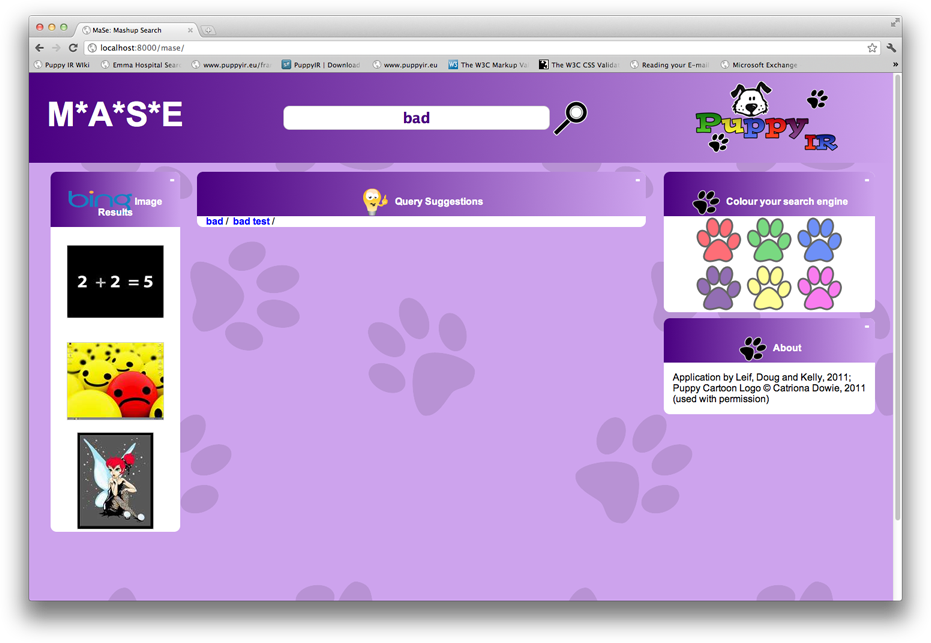 MaSe: Mashup Search
localhost:8000/mase/
Puppy IR Wiki
Emma Hospital Sear
www.puppyir.eu/fra
PuppyIR | Download
www.puppyir.eu
The W3C Markup Va
The W3C CSS Valida
Reading your E-mai
Microsoft Exchange
»
M*A*S*E
bad
Puppy
IR
bing Image
Results
Query Suggestions
bad / bad test /
Colour your search engine
2 + 2 = 5
About
Application by Leif, Doug and Kelly, 2011;
Puppy Cartoon Logo © Catriona Dowie, 2011
(used with permission)